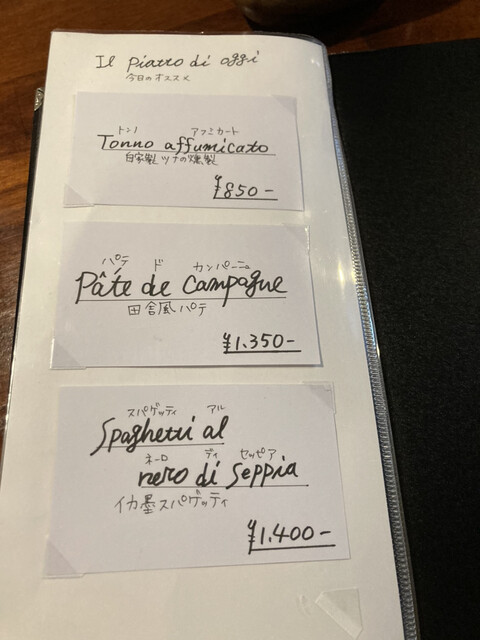 Il piatto di oggi
今日のオススメ
トンノ アフミカート
Tonno affumicato
自家製 ツナの燻製
¥850-
パテ ド カンパーニュ
Pâté de Campague
田舎風パテ
¥1.350-
スパゲッティ アル
Spaghetti al
ネーロ ディ セッピア
nero di Seppia
イカ墨スパゲッティ
¥1.400-